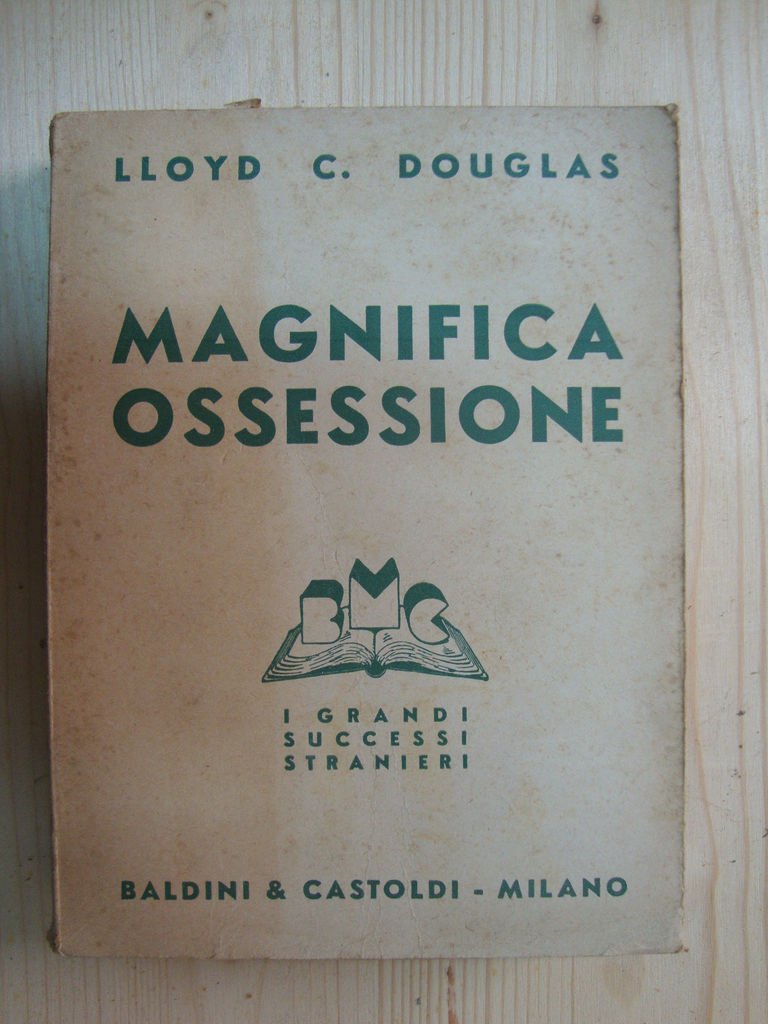 LLOYD C. DOUGLAS
MAGNIFICA
OSSESSIONE
BMC
I GRANDI
SUCCESSI
STRANIERI
BALDINI & CASTOLDI - MILANO